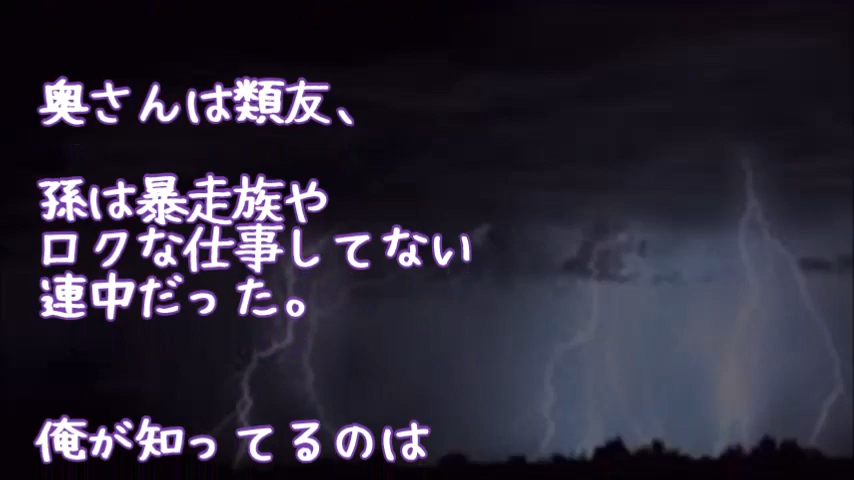 奥さんは類友、
孫は暴走族や
ロクな仕事してない
連中だった。
俺が知ってるのは